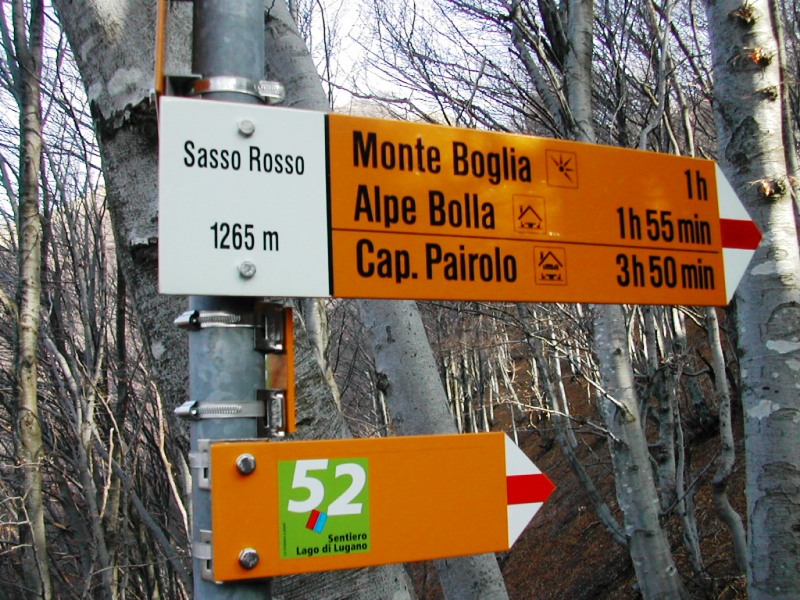 Sasso Rosso
1265 m
Monte Boglia 1h
Alpe Bolla 1h 55 min
Cap. Pairolo 3h 50 min
52
Sentiero
Lago di Lugano